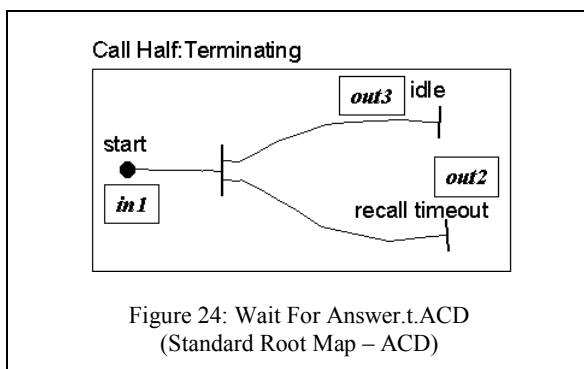 Call Half:Terminating
out3 idle
start
out2
in1
recall timeout
Figure 24: Wait For Answer.t.ACD
(Standard Root Map – ACD)